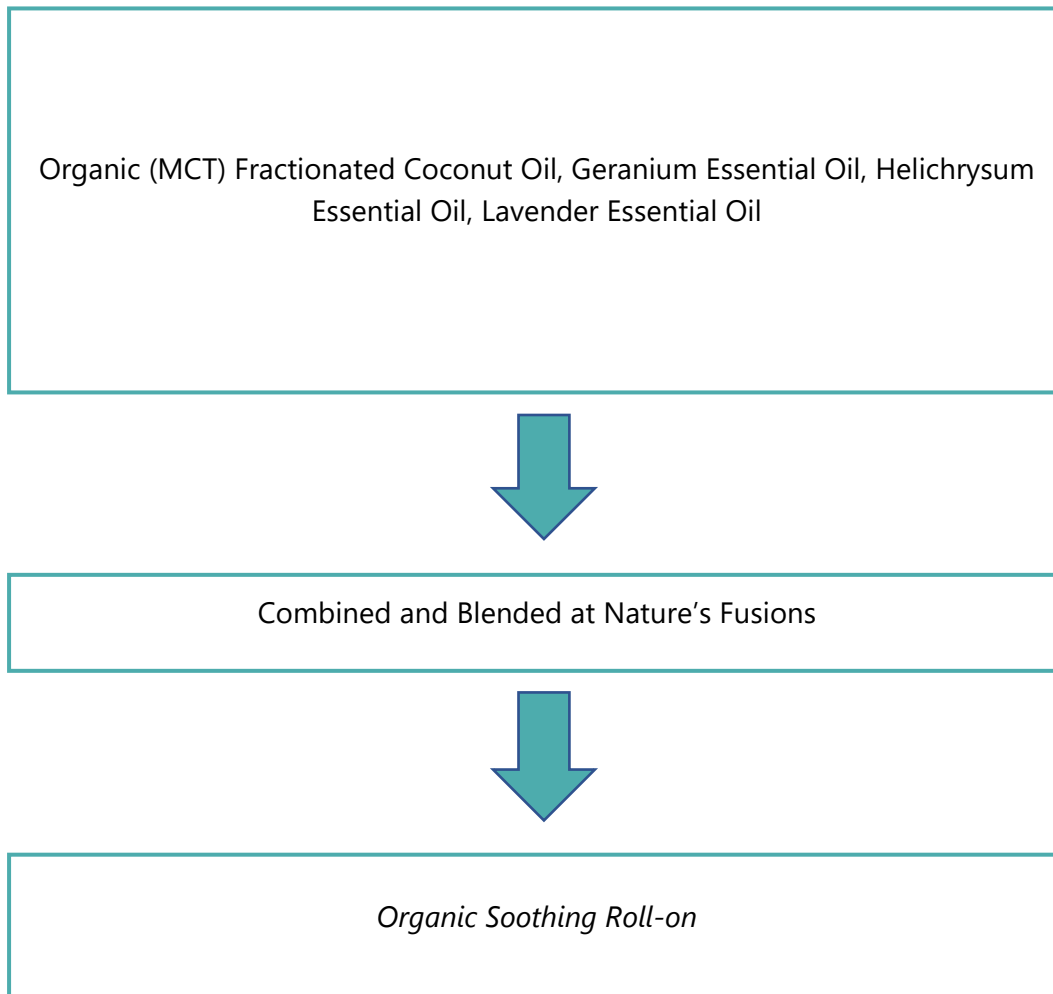 Organic (MCT) Fractionated Coconut Oil, Geranium Essential Oil, Helichrysum
Essential Oil, Lavender Essential Oil
Combined and Blended at Nature’s Fusions
Organic Soothing Roll-on